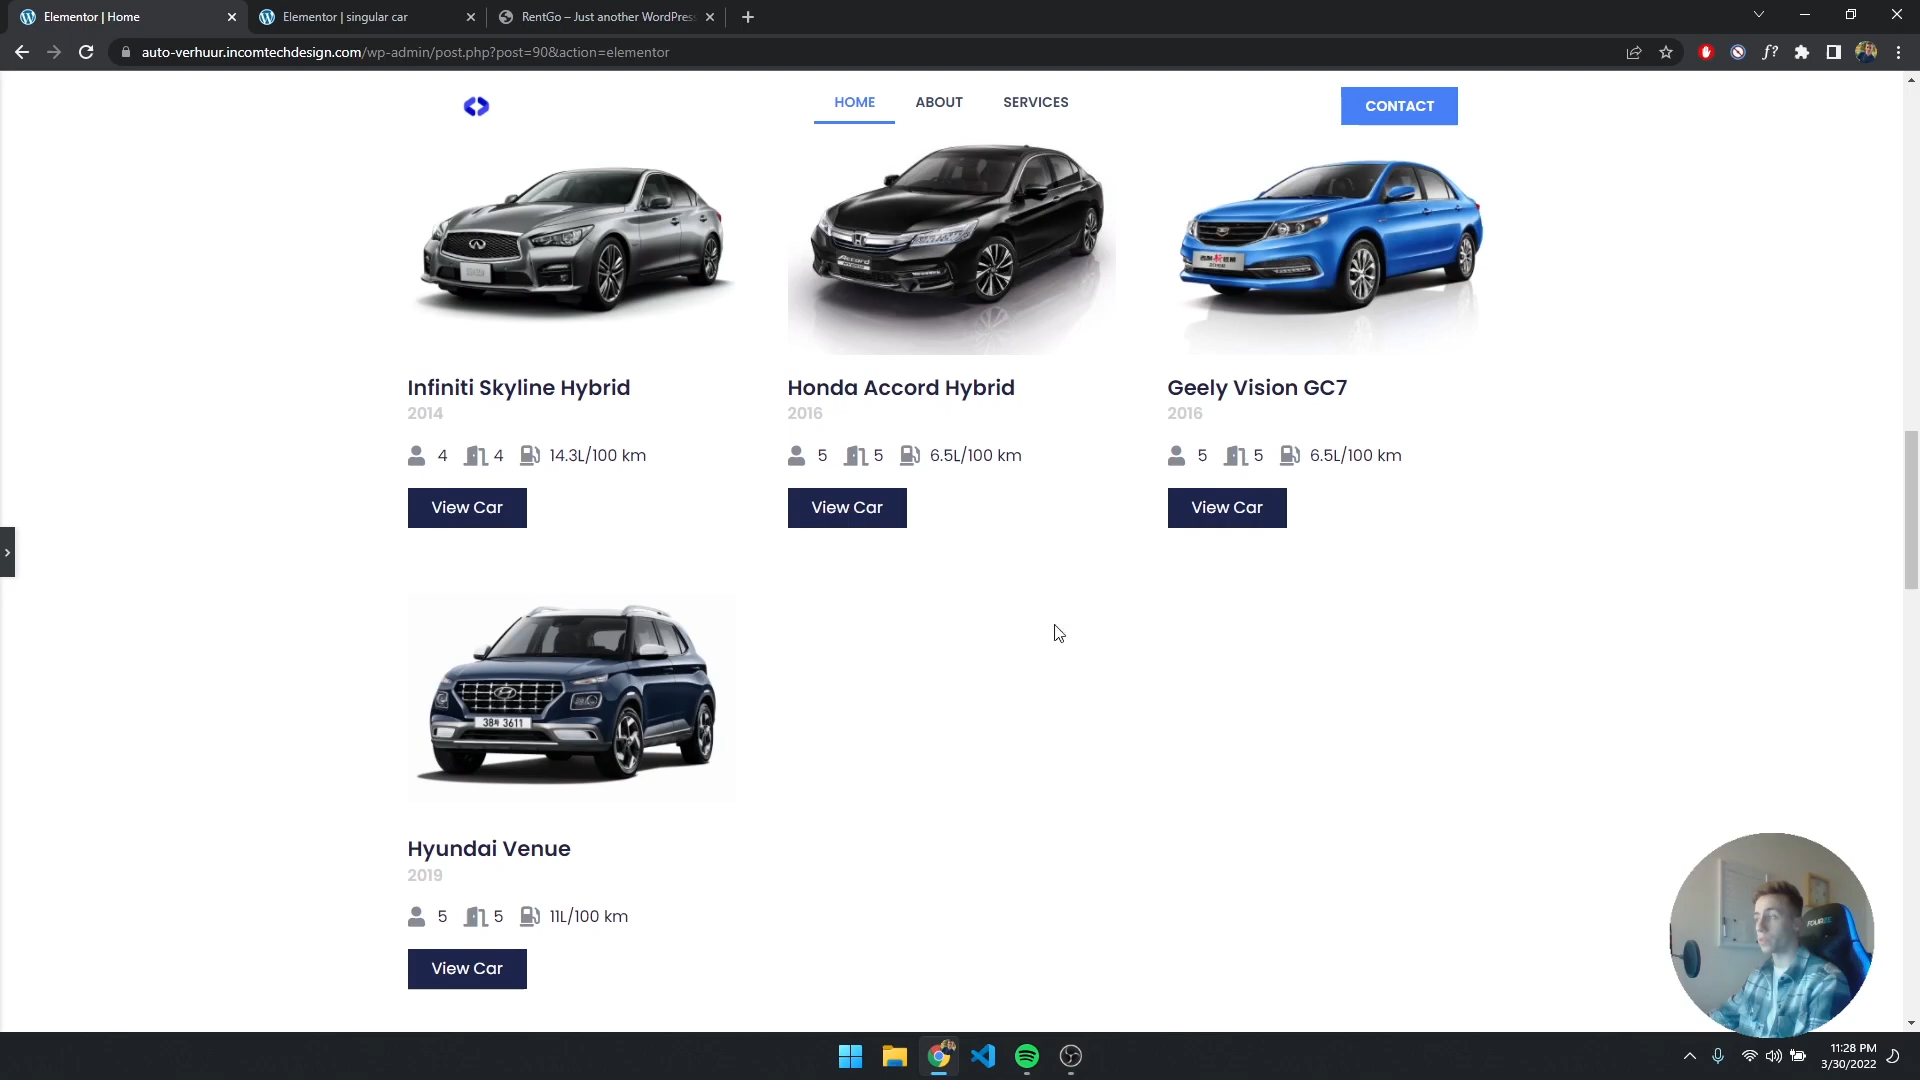 Elementor | Home
Elementor | singular car
RentGo – Just another WordPress
auto-verhuur.incomtechdesign.com/wp-admin/post.php?post=90&action=elementor
f?
HOME
ABOUT
SERVICES
CONTACT
Infiniti Skyline Hybrid
2014
4 4 14.3L/100 km
View Car
Accord
Honda Accord Hybrid
2016
5 5 6.5L/100 km
View Car
Geely Vision GC7
2016
5 5 6.5L/100 km
View Car
Hyundai Venue
2019
5 5 11L/100 km
View Car
11:28 PM
3/30/2022